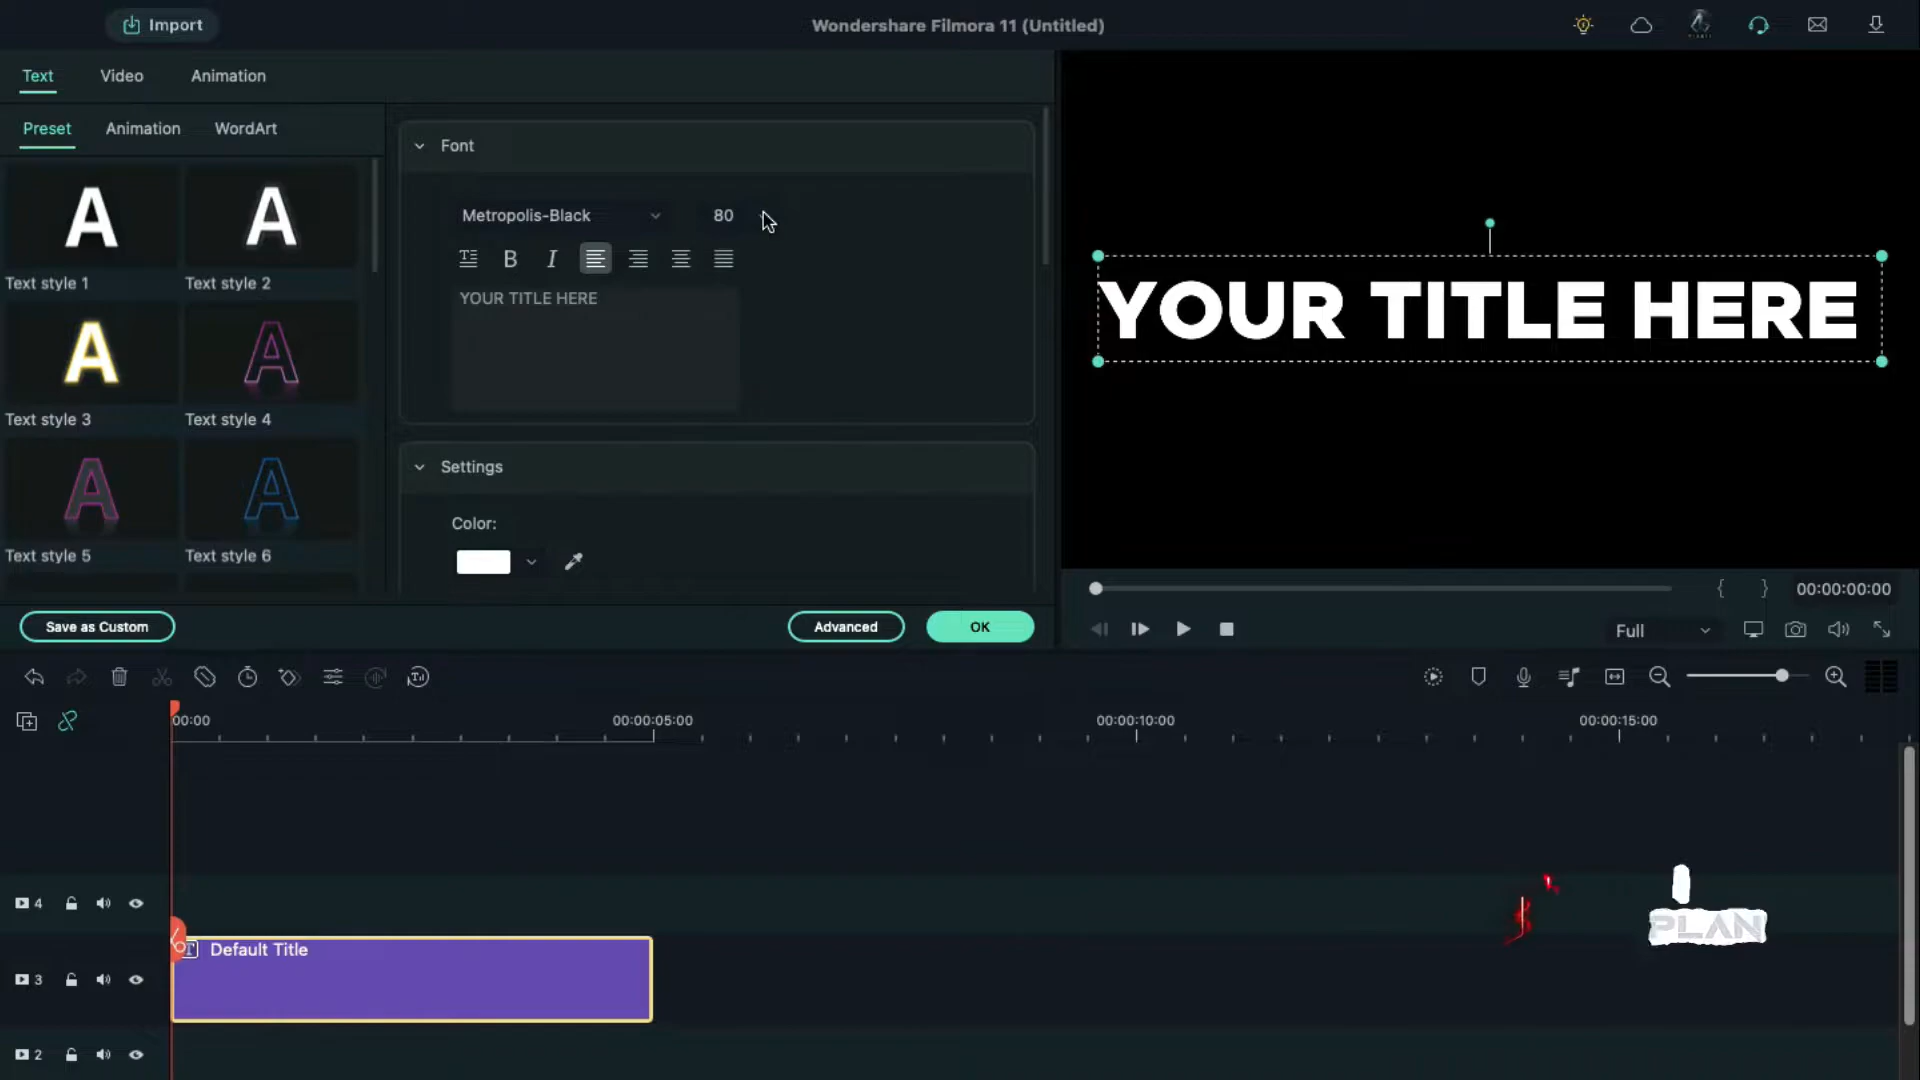 Import
Wondershare Filmora 11 (Untitled)
Text Video Animation
Preset Animation WordArt
Font
Metropolis-Black 80
B I
YOUR TITLE HERE
A A
Text style 1 Text style 2
A A
Text style 3 Text style 4
A A
Text style 5 Text style 6
Settings
Color:
Save as Custom Advanced OK
YOUR TITLE HERE
{ } 00:00:00:00
Full
00:00 00:00:05:00 00:00:10:00 00:00:15:00
4
PLAN
T Default Title
3
2